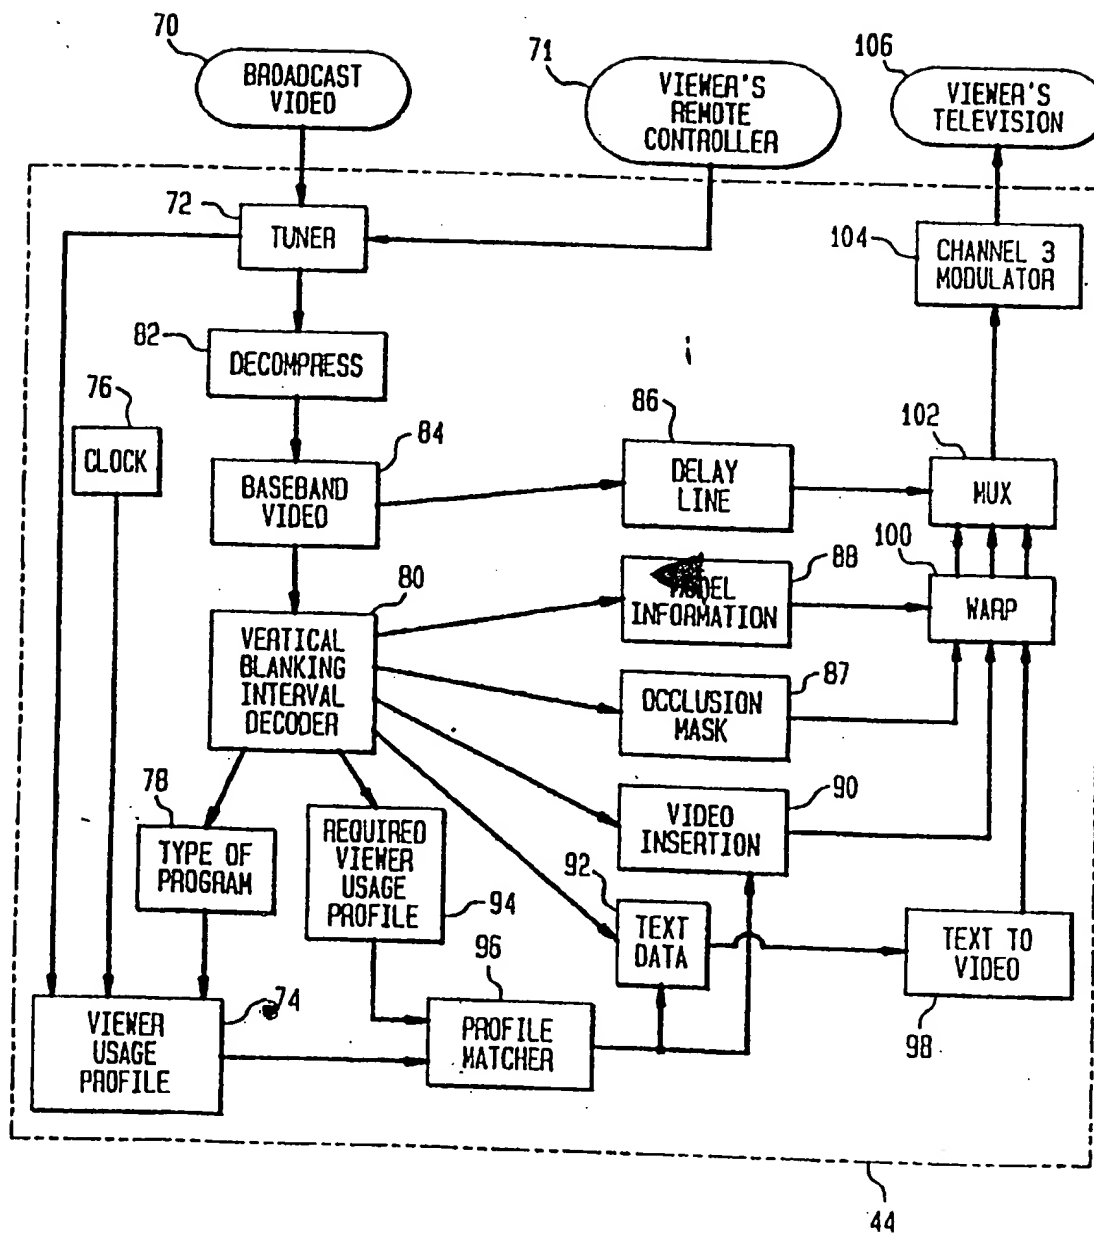 70
BROADCAST
VIDEO
71
VIEWER'S
REMOTE
CONTROLLER
106
VIEWER'S
TELEVISION
72
TUNER
104
CHANNEL 3
MODULATOR
82
DECOMPRESS
76
CLOCK
84
BASEBAND
VIDEO
86
DELAY
LINE
102
MUX
80
VERTICAL
BLANKING
INTERVAL
DECODER
88
INFORMATION
100
WARP
87
OCCLUSION
MASK
78
TYPE OF
PROGRAM
REQUIRED
VIEWER
USAGE
PROFILE
94
90
VIDEO
INSERTION
92
TEXT
DATA
TEXT TO
VIDEO
98
74
VIEWER
USAGE
PROFILE
96
PROFILE
MATCHER
44